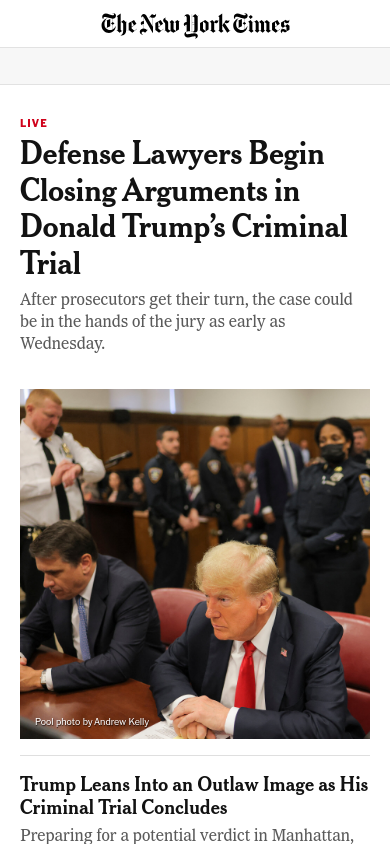 The New York Times
LIVE
Defense Lawyers Begin
Closing Arguments in
Donald Trump’s Criminal
Trial
After prosecutors get their turn, the case could
be in the hands of the jury as early as
Wednesday.
Pool photo by Andrew Kelly
Trump Leans Into an Outlaw Image as His
Criminal Trial Concludes
Preparing for a potential verdict in Manhattan,